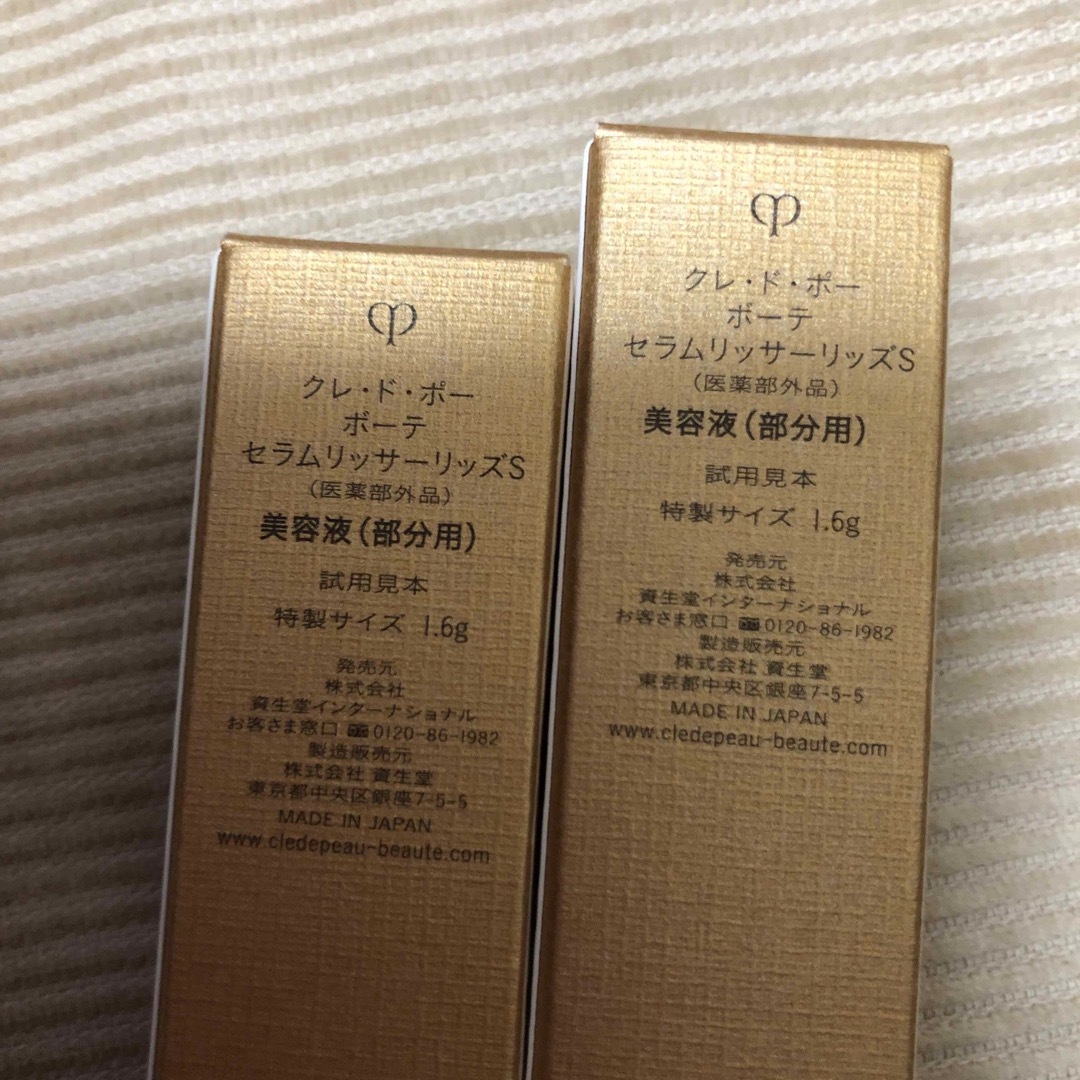 クレ・ド・ポー
ボーテ
セラムリッサーリッズS
（医薬部外品）
美容液（部分用）
試用見本
特製サイズ 1.6g
発売元
株式会社
資生堂インターナショナル
お客さま窓口 0120-86-1982
製造販売元
株式会社 資生堂
東京都中央区銀座7-5-5
MADE IN JAPAN
www.cledepeau-beaute.com
クレ・ド・ポー
ボーテ
セラムリッサーリッズS
（医薬部外品）
美容液（部分用）
試用見本
特製サイズ 1.6g
発売元
株式会社
資生堂インターナショナル
お客さま窓口 0120-86-1982
製造販売元
株式会社 資生堂
東京都中央区銀座7-5-5
MADE IN JAPAN
www.cledepeau-beaute.com